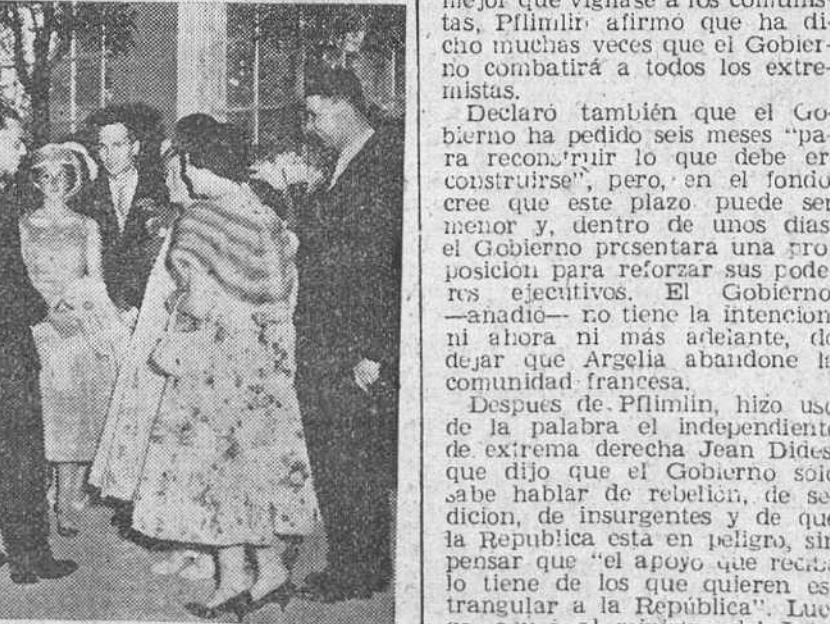 mejor que vigilase a los comunis-
tas, Pflimlin afirmó que ha di-
cho muchas veces que el Gobier-
no combatirá a todos los extre-
mistas.
Declaró también que el Go-
bierno ha pedido seis meses “pa-
ra reconstruir lo que debe er
construirse”, pero, en el fondo
cree que este plazo puede ser
menor y, dentro de unos días
el Gobierno presentara una pro
posición para reforzar sus pode
res ejecutivos. El Gobierno
—añadió— no tiene la intencion
ni ahora ni más adelante, de
dejar que Argelia abandone la
comunidad francesa.
Despues de Pflimlin, hizo uso
de la palabra el independiente
de extrema derecha Jean Dides
que dijo que el Gobierno sólo
sabe hablar de rebelión, de se
dicion, de insurgentes y de que
la Republica esta en peligro, sin
pensar que “el apoyo que recibe
lo tiene de los que quieren es
trangular a la República”. Lue